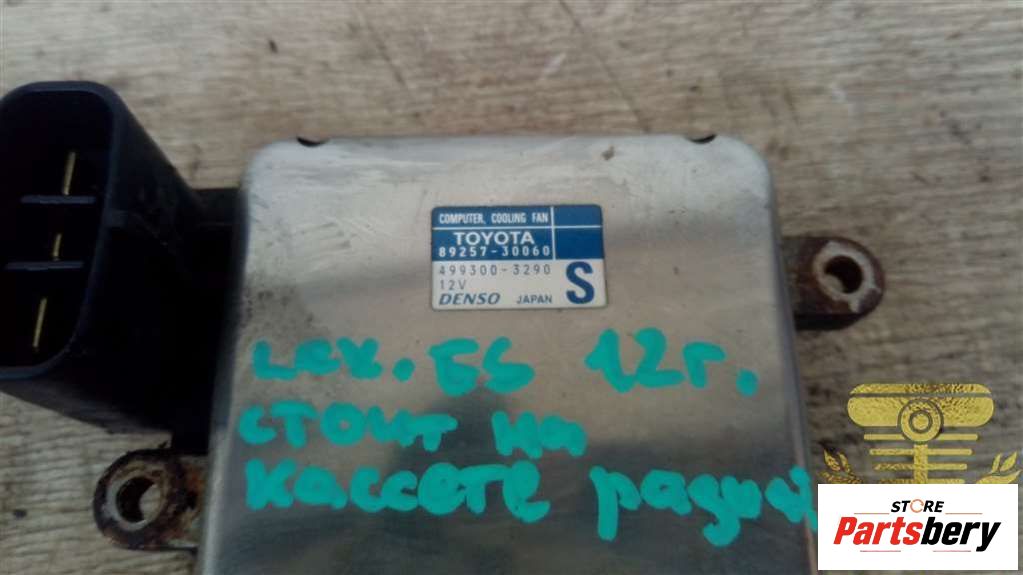 COMPUTER, COOLING FAN
TOYOTA
89257-30060
499300-3290
12V
S
DENSO JAPAN
Lex. ES 12г.
стоит на
кассете
STORE
Partsbery